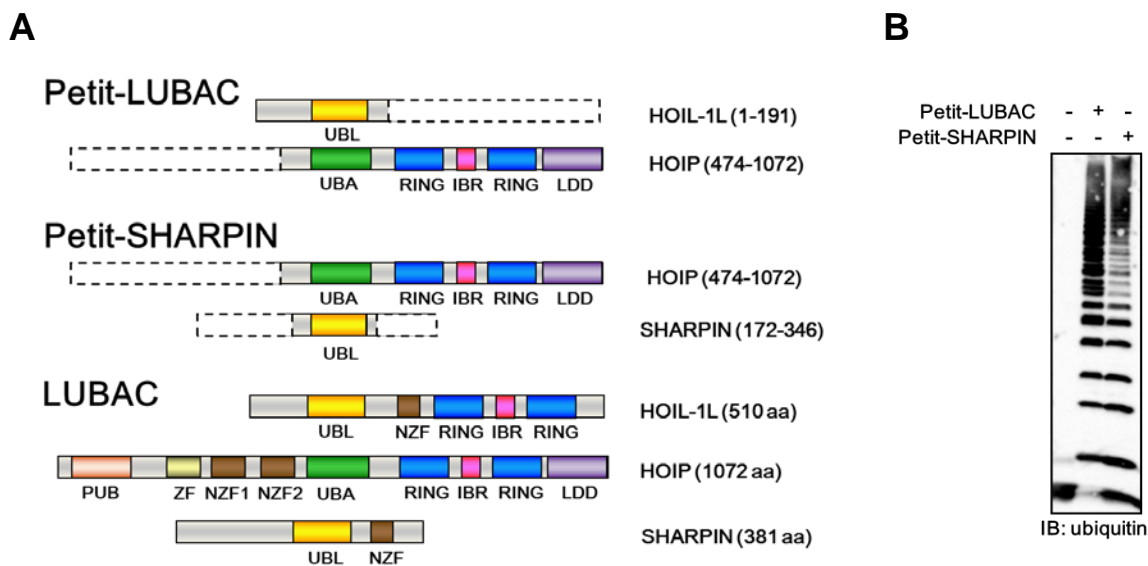 A
B
Petit-LUBAC
UBL
HOIL-1L (1-191)
UBA RING IBR RING LDD
HOIP (474-1072)
Petit-SHARPIN
UBA RING IBR RING LDD
HOIP (474-1072)
UBL
SHARPIN (172-346)
LUBAC
UBL NZF RING IBR RING
HOIL-1L (510 aa)
PUB ZF NZF1 NZF2 UBA RING IBR RING LDD
HOIP (1072 aa)
UBL NZF
SHARPIN (381 aa)
Petit-LUBAC - + -
Petit-SHARPIN - - +
IB: ubiquitin